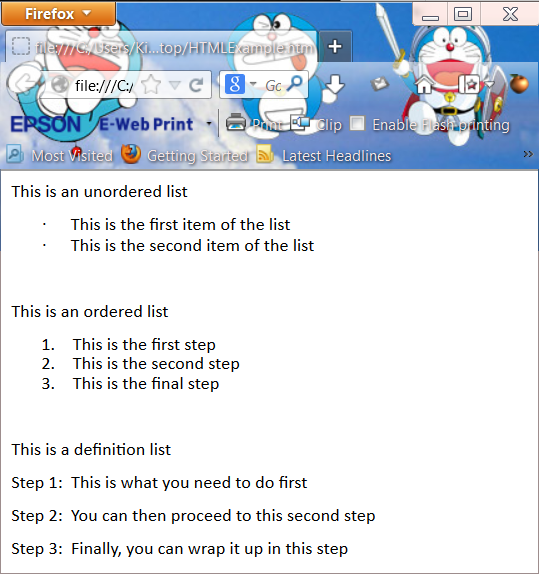 Firefox
file:///C:/Users/Ki...top/HTMLExample.htm
file:///C:/
8 Gc
EPSON E-Web Print Print Clip Enable Flash printing
Most Visited Getting Started Latest Headlines »
This is an unordered list
· This is the first item of the list
· This is the second item of the list
This is an ordered list
1. This is the first step
2. This is the second step
3. This is the final step
This is a definition list
Step 1: This is what you need to do first
Step 2: You can then proceed to this second step
Step 3: Finally, you can wrap it up in this step